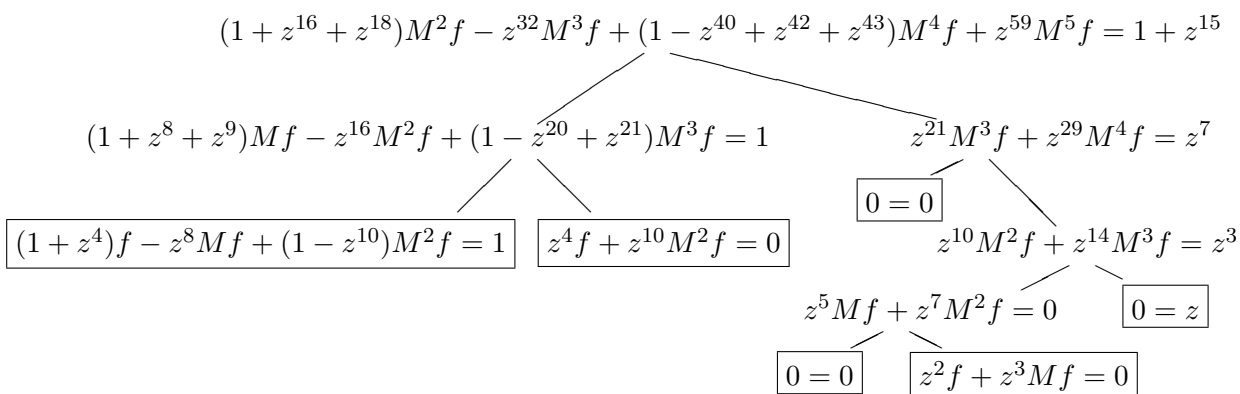 (1 + z^{16} + z^{18})M^2f − z^{32}M^3f + (1 − z^{40} + z^{42} + z^{43})M^4f + z^{59}M^5f = 1 + z^{15}
(1 + z^8 + z^9)Mf − z^{16}M^2f + (1 − z^{20} + z^{21})M^3f = 1
z^{21}M^3f + z^{29}M^4f = z^7
0 = 0
(1 + z^4)f − z^8Mf + (1 − z^{10})M^2f = 1
z^4f + z^{10}M^2f = 0
z^{10}M^2f + z^{14}M^3f = z^3
z^5Mf + z^7M^2f = 0
0 = z
0 = 0
z^2f + z^3Mf = 0